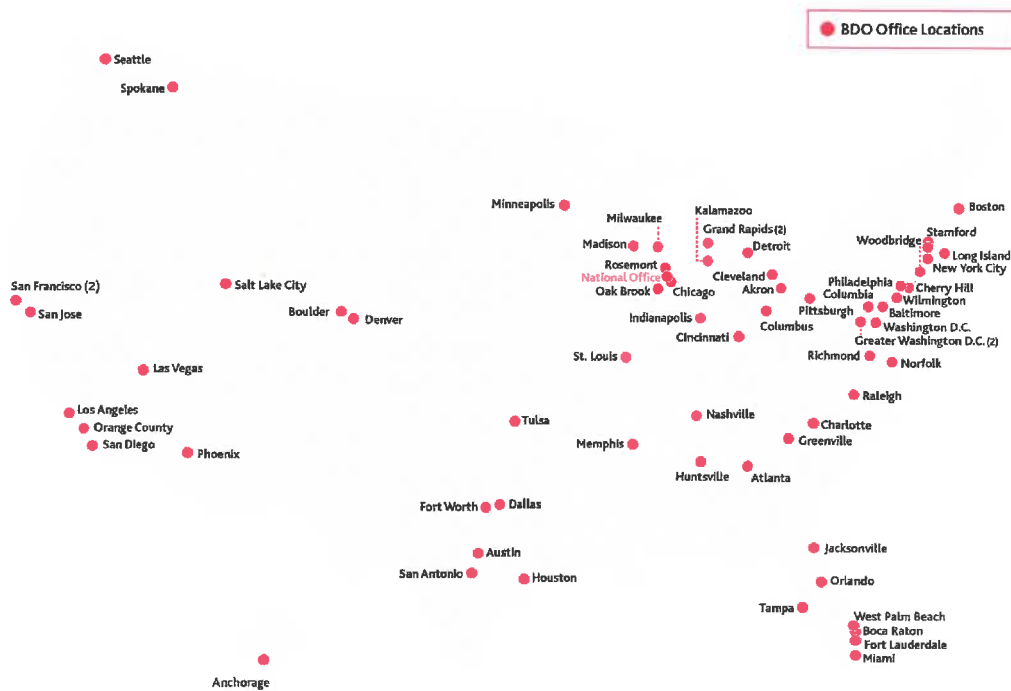 BDO Office Locations
Seattle
Spokane
Minneapolis
Kalamazoo
Boston
Milwaukee
Grand Rapids (2)
Stamford
Woodbridge
Madison
Detroit
Long Island
Rosemont
New York City
National Office
Cleveland
Philadelphia
Cherry Hill
San Francisco (2)
Salt Lake City
Oak Brook
Chicago
Akron
Columbia
Wilmington
San Jose
Boulder
Denver
Indianapolis
Columbus
Pittsburgh
Baltimore
Washington D.C.
Cincinnati
Greater Washington D.C. (2)
St. Louis
Richmond
Norfolk
Las Vegas
Raleigh
Los Angeles
Orange County
San Diego
Phoenix
Tulsa
Nashville
Memphis
Charlotte
Greenville
Huntsville
Atlanta
Fort Worth
Dallas
Austin
San Antonio
Houston
Jacksonville
Orlando
Tampa
West Palm Beach
Boca Raton
Fort Lauderdale
Miami
Anchorage